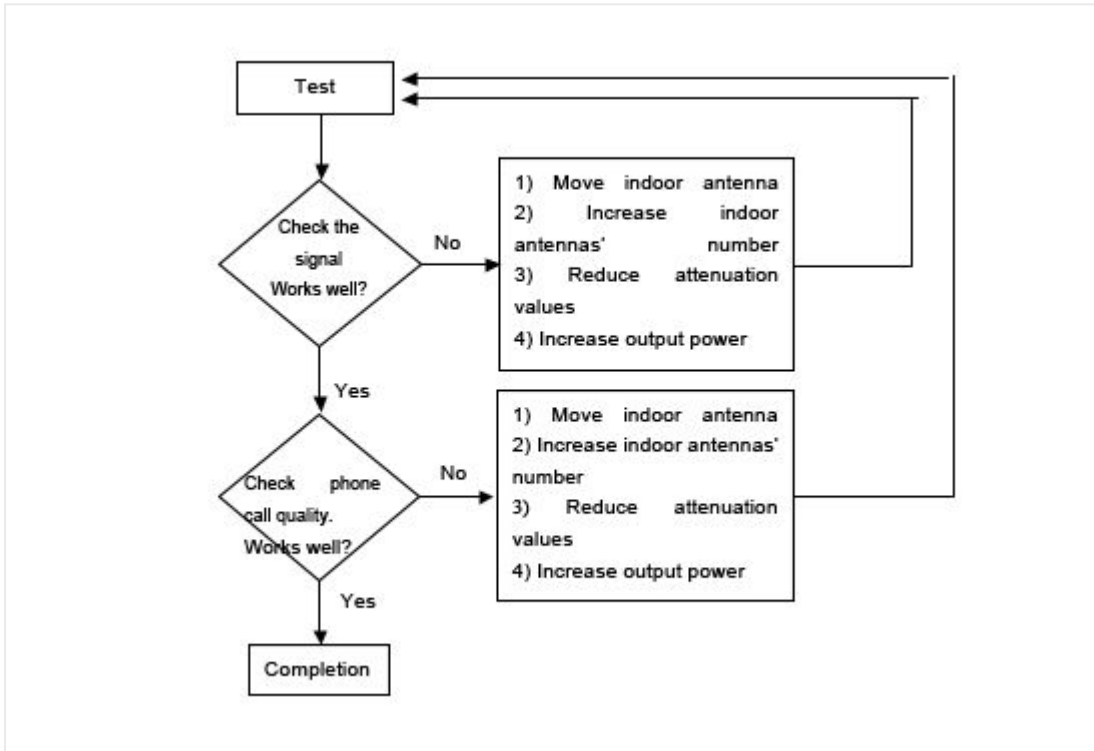 Test
Check the
signal
Works well?
No
1) Move indoor antenna
2) Increase indoor
antennas' number
3) Reduce attenuation
values
4) Increase output power
Yes
Check phone
call quality.
Works well?
No
1) Move indoor antenna
2) Increase indoor antennas'
number
3) Reduce attenuation
values
4) Increase output power
Yes
Completion